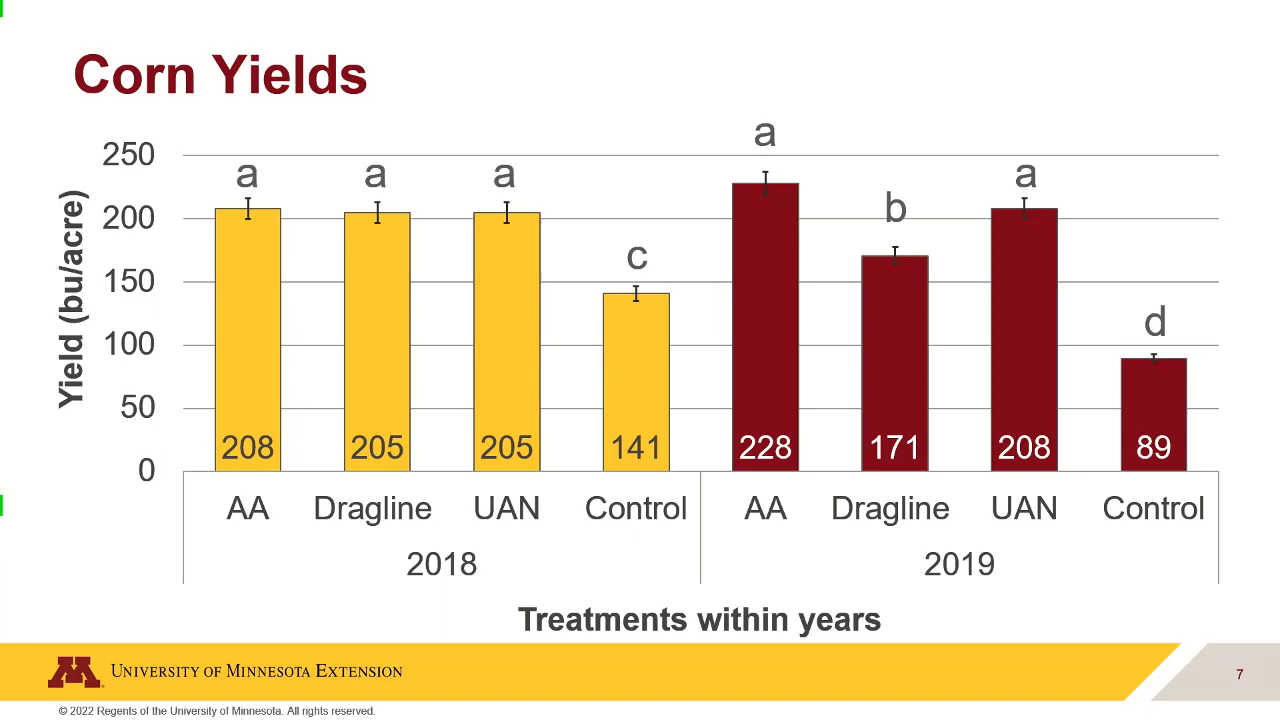 Corn Yields
a
250
a a a a
200
b
Yield (bu/acre)
c
150
d
100
50
208 205 205 141 228 171 208 89
0
AA Dragline UAN Control AA Dragline UAN Control
2018 2019
Treatments within years
M UNIVERSITY OF MINNESOTA EXTENSION
7
© 2022 Regents of the University of Minnesota. All rights reserved.